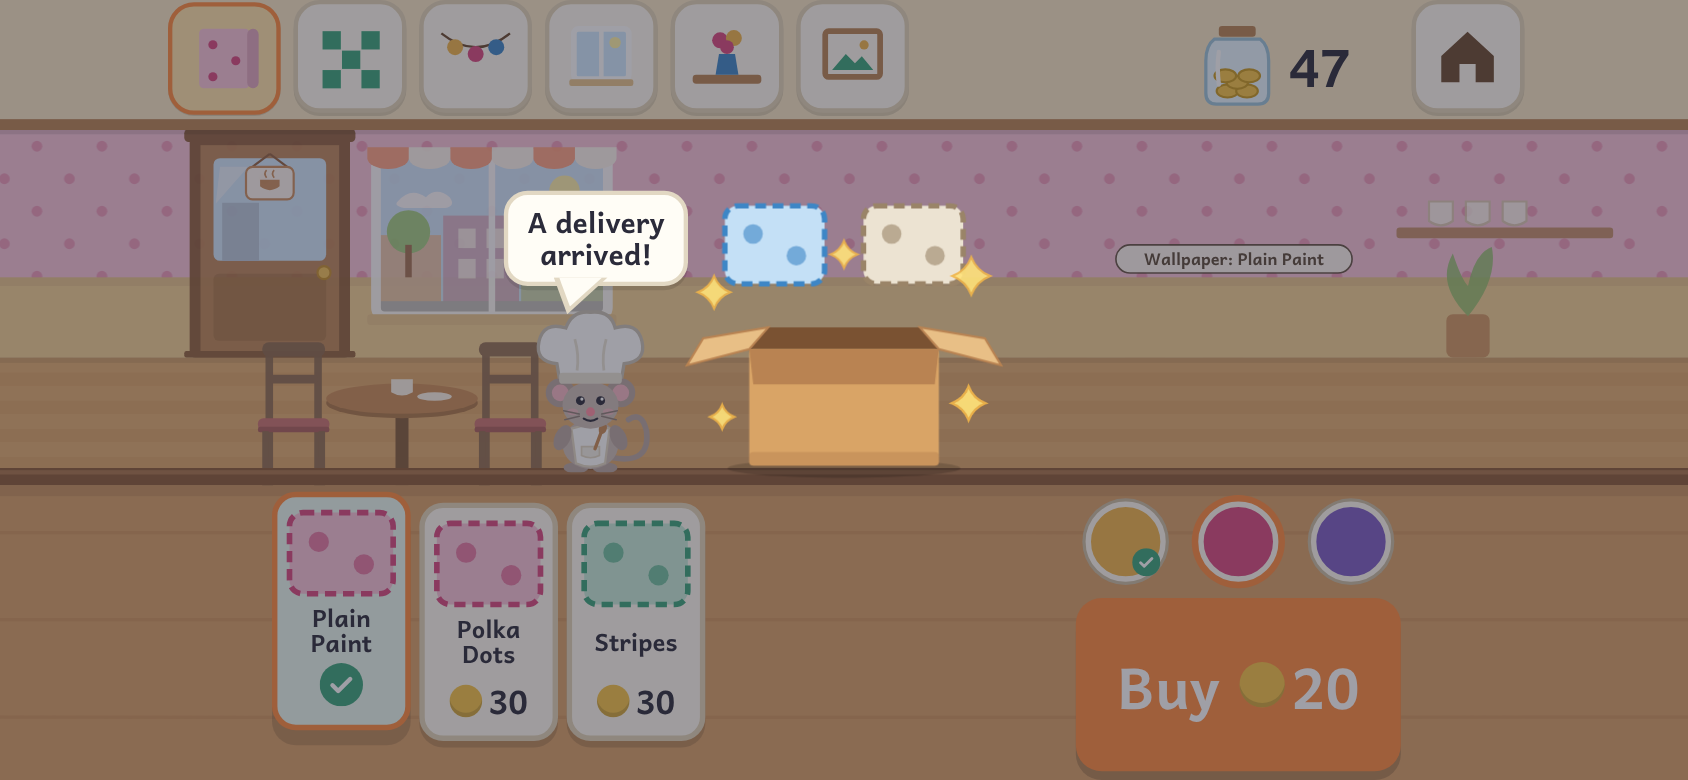 47
A delivery
arrived!
Wallpaper: Plain Paint
Plain
Paint
Polka
Dots
30
Stripes
30
Buy 20